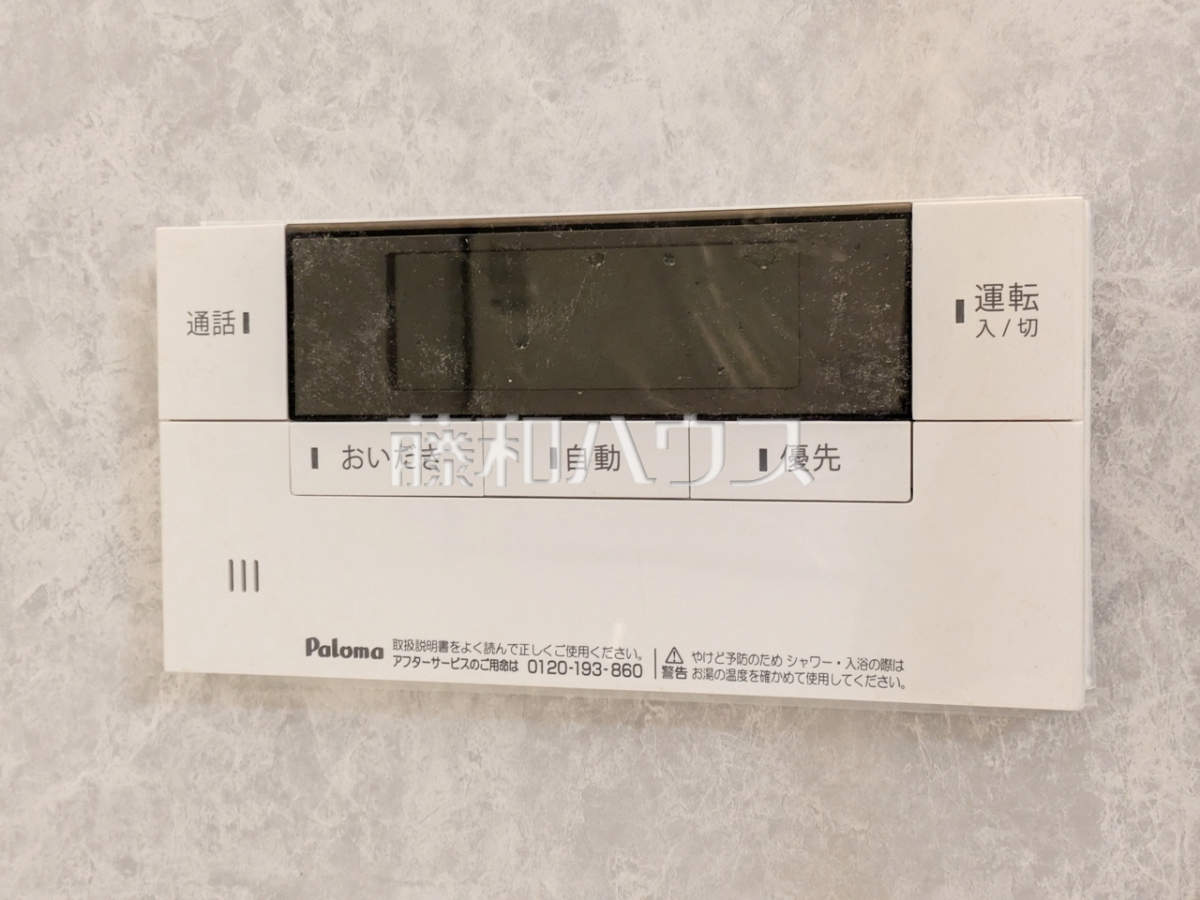 通話
運転
入/切
おいだき 自動 優先
藤和ハウス
Paloma
取扱説明書をよく読んで正しくご使用ください。
アフターサービスのご用命は 0120-193-860
警告
やけど予防のため シャワー・入浴の際は
お湯の温度を確かめて使用してください。